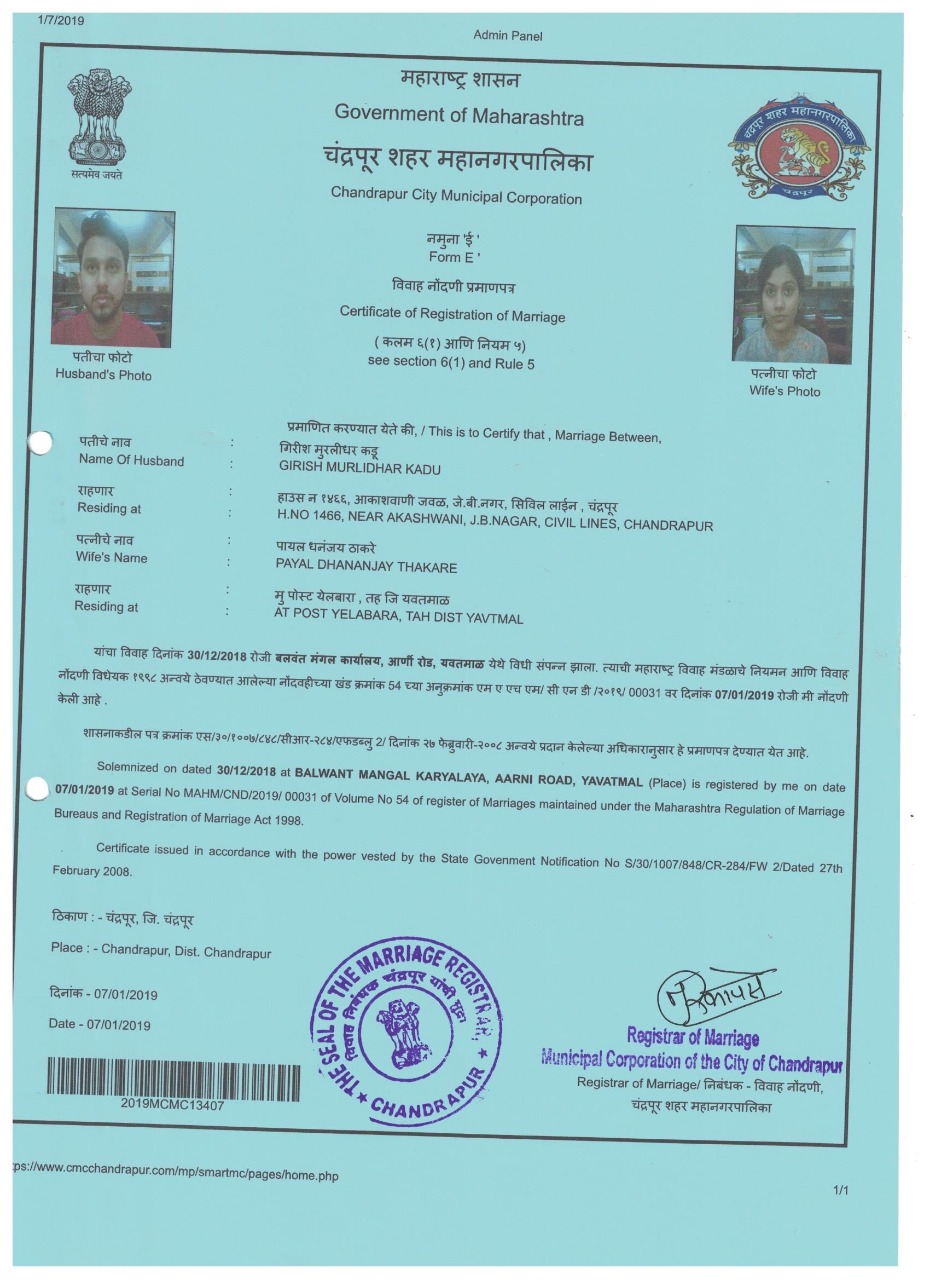 1/7/2019
Admin Panel
महाराष्ट्र शासन
Government of Maharashtra
चंद्रपूर शहर महानगरपालिका
Chandrapur City Municipal Corporation
सत्यमेव जयते
चंद्रपूर शहर महानगरपालिका
चंद्रपूर
नमुना 'ई '
Form E '
विवाह नोंदणी प्रमाणपत्र
Certificate of Registration of Marriage
( कलम ६(१) आणि नियम ५)
see section 6(1) and Rule 5
पतीचा फोटो
Husband's Photo
पत्नीचा फोटो
Wife's Photo
प्रमाणित करण्यात येते की, / This is to Certify that , Marriage Between,
पतीचे नाव : गिरीश मुरलीधर कडू
Name Of Husband : GIRISH MURLIDHAR KADU
राहणार : हाउस न १४६६, आकाशवाणी जवळ, जे.बी.नगर, सिविल लाईन , चंद्रपूर
Residing at : H.NO 1466, NEAR AKASHWANI, J.B.NAGAR, CIVIL LINES, CHANDRAPUR
पत्नीचे नाव : पायल धनंजय ठाकरे
Wife's Name : PAYAL DHANANJAY THAKARE
राहणार : मु पोस्ट येलबारा , तह जि यवतमाळ
Residing at : AT POST YELABARA, TAH DIST YAVTMAL
यांचा विवाह दिनांक 30/12/2018 रोजी बलवंत मंगल कार्यालय, आर्णी रोड, यवतमाळ येथे विधी संपन्न झाला. त्याची महाराष्ट्र विवाह मंडळाचे नियमन आणि विवाह
नोंदणी विधेयक १९९८ अन्वये ठेवण्यात आलेल्या नोंदवहीच्या खंड क्रमांक 54 च्या अनुक्रमांक एम ए एच एम/ सी एन डी /२०१९/ 00031 वर दिनांक 07/01/2019 रोजी मी नोंदणी
केली आहे .
शासनाकडील पत्र क्रमांक एस/३०/१००७/८४८/सीआर-२८४/एफडब्लु 2/ दिनांक २७ फेब्रुवारी-२००८ अन्वये प्रदान केलेल्या अधिकारानुसार हे प्रमाणपत्र देण्यात येत आहे.
Solemnized on dated 30/12/2018 at BALWANT MANGAL KARYALAYA, AARNI ROAD, YAVATMAL (Place) is registered by me on date
07/01/2019 at Serial No MAHM/CND/2019/ 00031 of Volume No 54 of register of Marriages maintained under the Maharashtra Regulation of Marriage
Bureaus and Registration of Marriage Act 1998.
Certificate issued in accordance with the power vested by the State Govenment Notification No S/30/1007/848/CR-284/FW 2/Dated 27th
February 2008.
ठिकाण : - चंद्रपूर, जि. चंद्रपूर
Place : - Chandrapur, Dist. Chandrapur
दिनांक - 07/01/2019
Date - 07/01/2019
2019MCMC13407
THE SEAL OF THE MARRIAGE REGISTRAR,
विवाह निबंधक चंद्रपूर यांची मुद्रा
★ CHANDRAPUR ★
Registrar of Marriage
Municipal Corporation of the City of Chandrapur
Registrar of Marriage/ निबंधक - विवाह नोंदणी,
चंद्रपूर शहर महानगरपालिका
ps://www.cmcchandrapur.com/mp/smartmc/pages/home.php
1/1